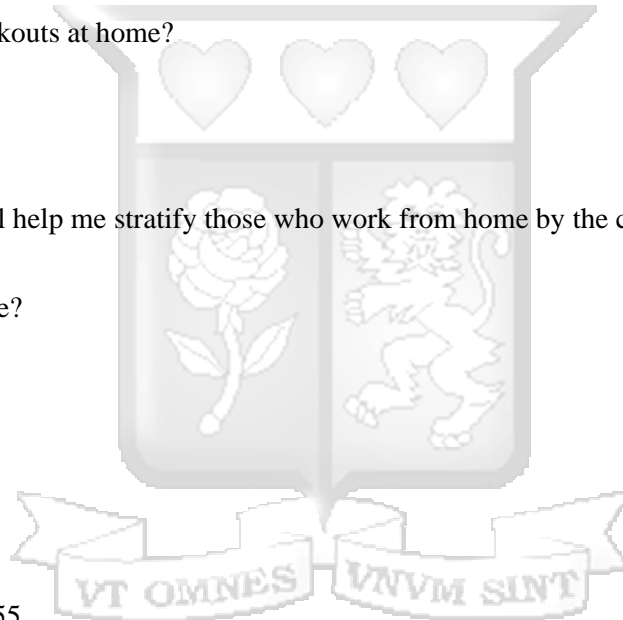 kouts at home?
l help me stratify those who work from home by the c
e?
VT OMNES VNVM SINT
55